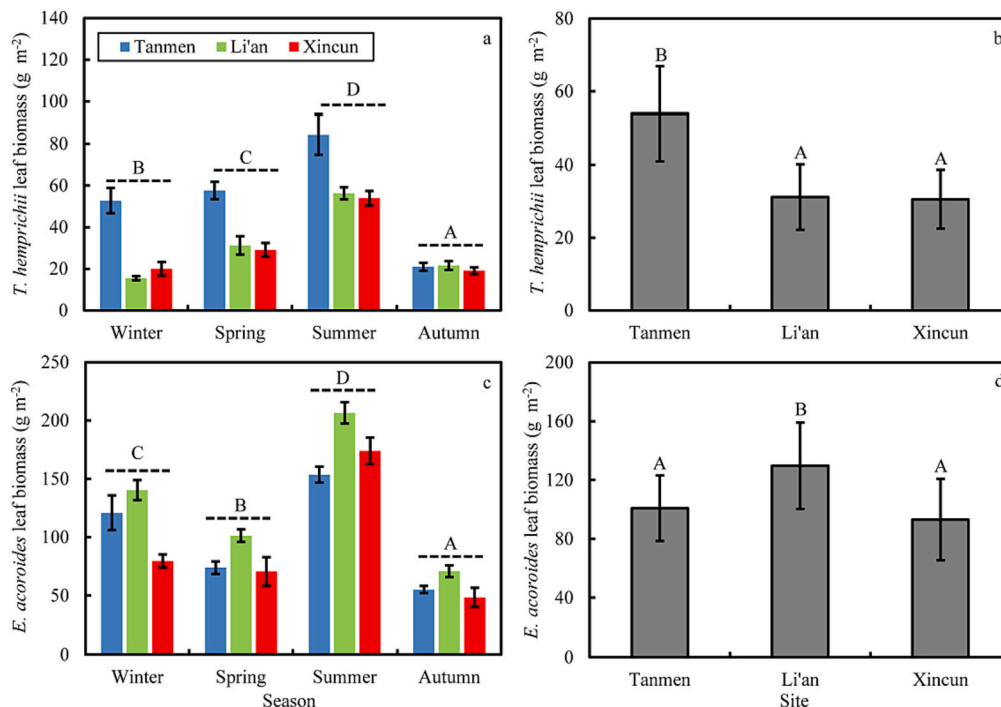 140
120
100
80
60
40
20
0
T. hemprichii leaf biomass (g m⁻²)
Tanmen Li'an Xincun
a
B
C
D
A
Winter Spring Summer Autumn
80
60
40
20
0
T. hemprichii leaf biomass (g m⁻²)
b
B
A
A
Tanmen Li'an Xincun
250
200
150
100
50
0
E. acoroides leaf biomass (g m⁻²)
c
C
B
D
A
Winter Spring Summer Autumn
Season
200
160
120
80
40
0
E. acoroides leaf biomass (g m⁻²)
d
A
B
A
Tanmen Li'an Xincun
Site